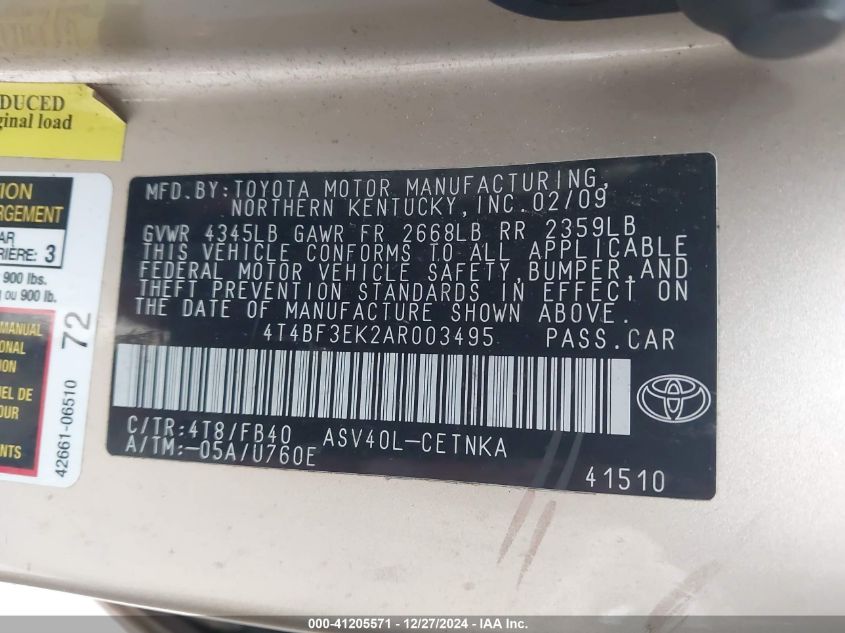 DUCED
ginal load
TION
RGEMENT
AR
RIÈRE: 3
900 lbs.
ou 900 lb.
MANUAL
ONAL
ION
EL DE
OUR
NTS
42661-06510
72
MFD.BY:TOYOTA MOTOR MANUFACTURING,
NORTHERN KENTUCKY,INC.02/09
GVWR 4345LB GAWR FR 2668LB RR 2359LB
THIS VEHICLE CONFORMS TO ALL APPLICABLE
FEDERAL MOTOR VEHICLE SAFETY,BUMPER,AND
THEFT PREVENTION STANDARDS IN EFFECT ON
THE DATE OF MANUFACTURE SHOWN ABOVE.
4T4BF3EK2AR003495 PASS.CAR
C/TR:4T8/FB40 ASV40L-CETNKA
A/TM:-05A/U760E
41510
000-41205571 - 12/27/2024 - IAA Inc.